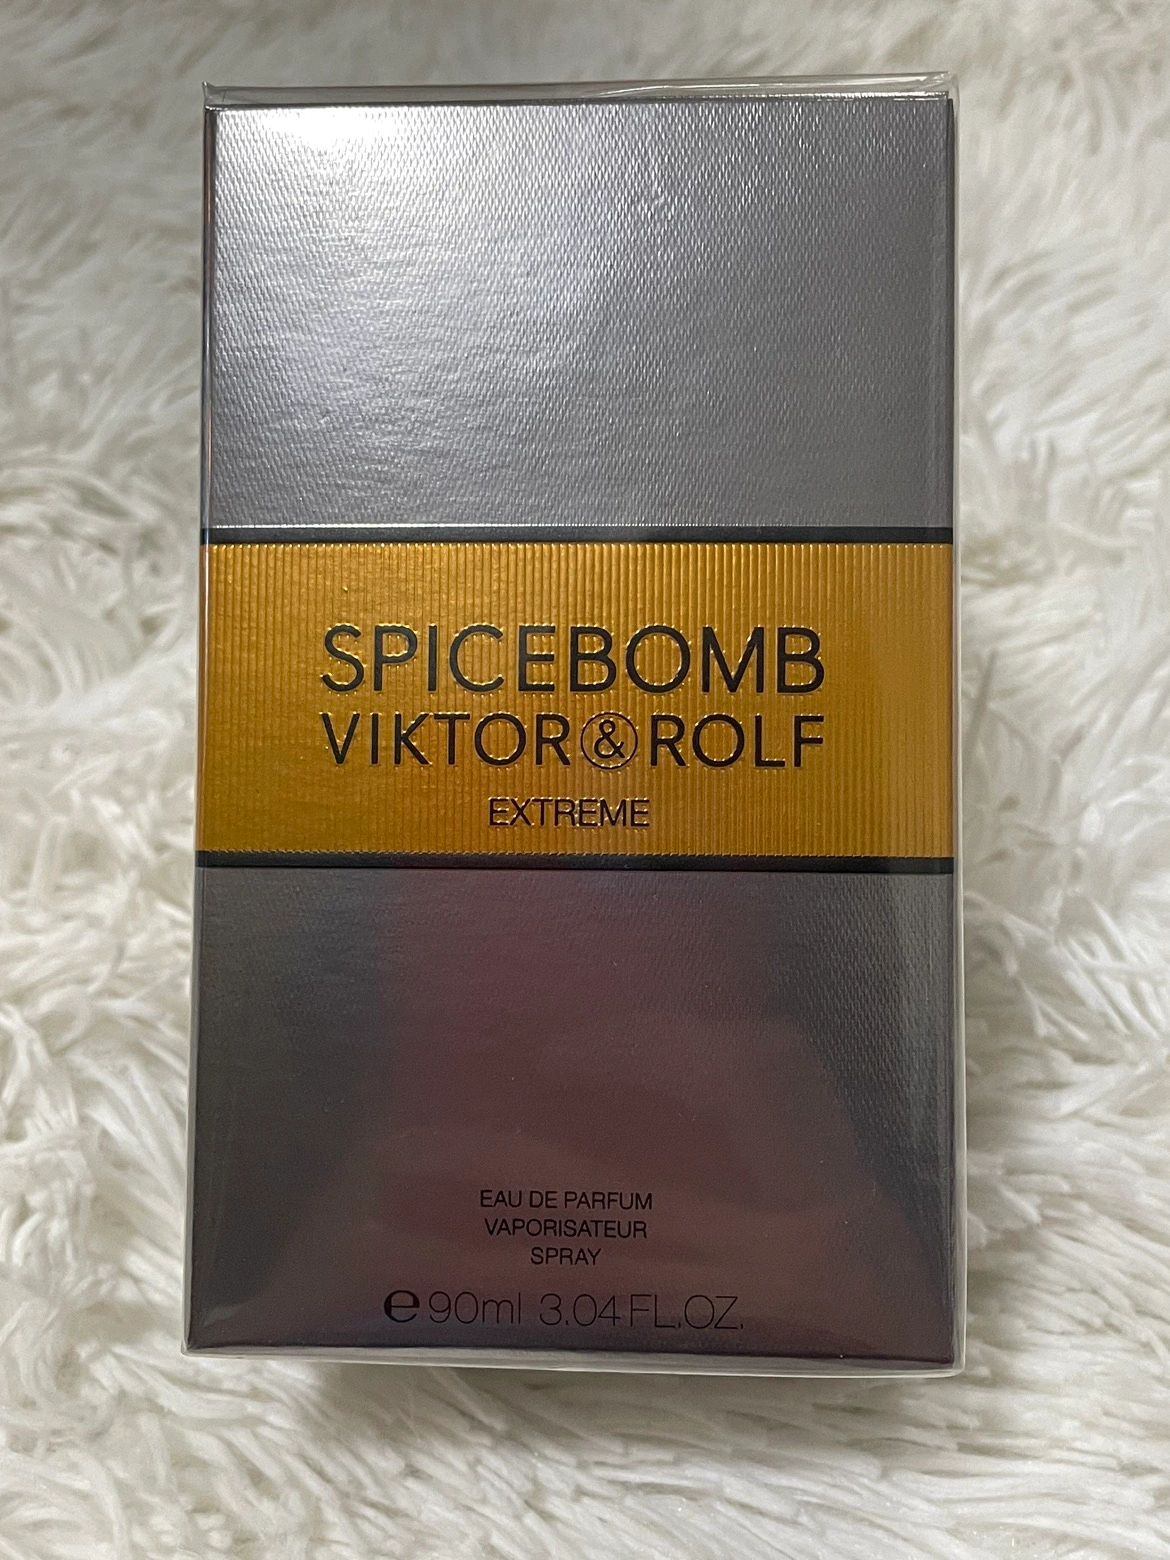 SPICEBOMB
VIKTOR&ROLF
EXTREME
EAU DE PARFUM
VAPORISATEUR
SPRAY
℮ 90ml 3.04 FL.OZ.